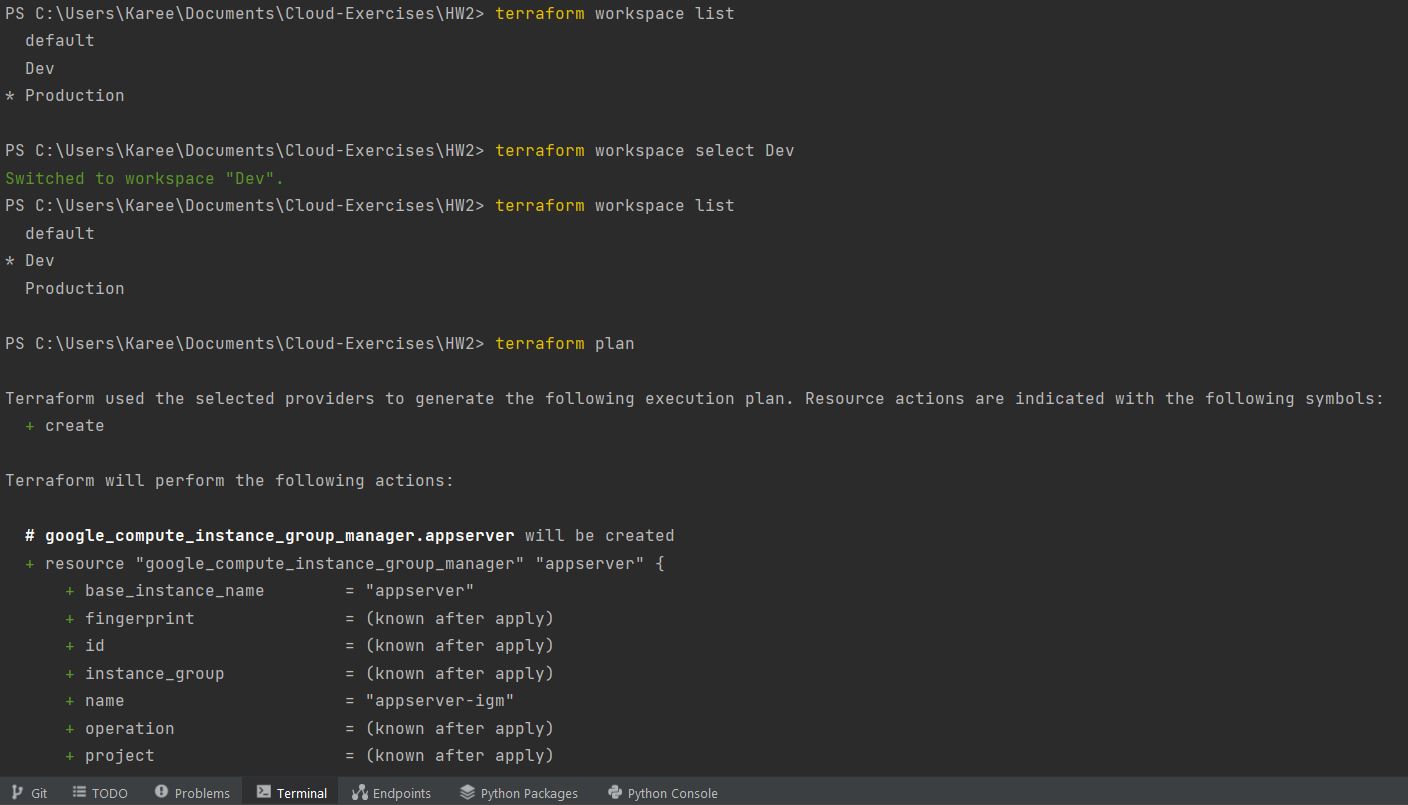 PS C:\Users\Karee\Documents\Cloud-Exercises\HW2> terraform workspace list
  default
  Dev
* Production
PS C:\Users\Karee\Documents\Cloud-Exercises\HW2> terraform workspace select Dev
Switched to workspace "Dev".
PS C:\Users\Karee\Documents\Cloud-Exercises\HW2> terraform workspace list
  default
* Dev
  Production
PS C:\Users\Karee\Documents\Cloud-Exercises\HW2> terraform plan
Terraform used the selected providers to generate the following execution plan. Resource actions are indicated with the following symbols:
  + create
Terraform will perform the following actions:
  # google_compute_instance_group_manager.appserver will be created
  + resource "google_compute_instance_group_manager" "appserver" {
      + base_instance_name        = "appserver"
      + fingerprint               = (known after apply)
      + id                        = (known after apply)
      + instance_group            = (known after apply)
      + name                      = "appserver-igm"
      + operation                 = (known after apply)
      + project                   = (known after apply)
Git TODO Problems Terminal Endpoints Python Packages Python Console